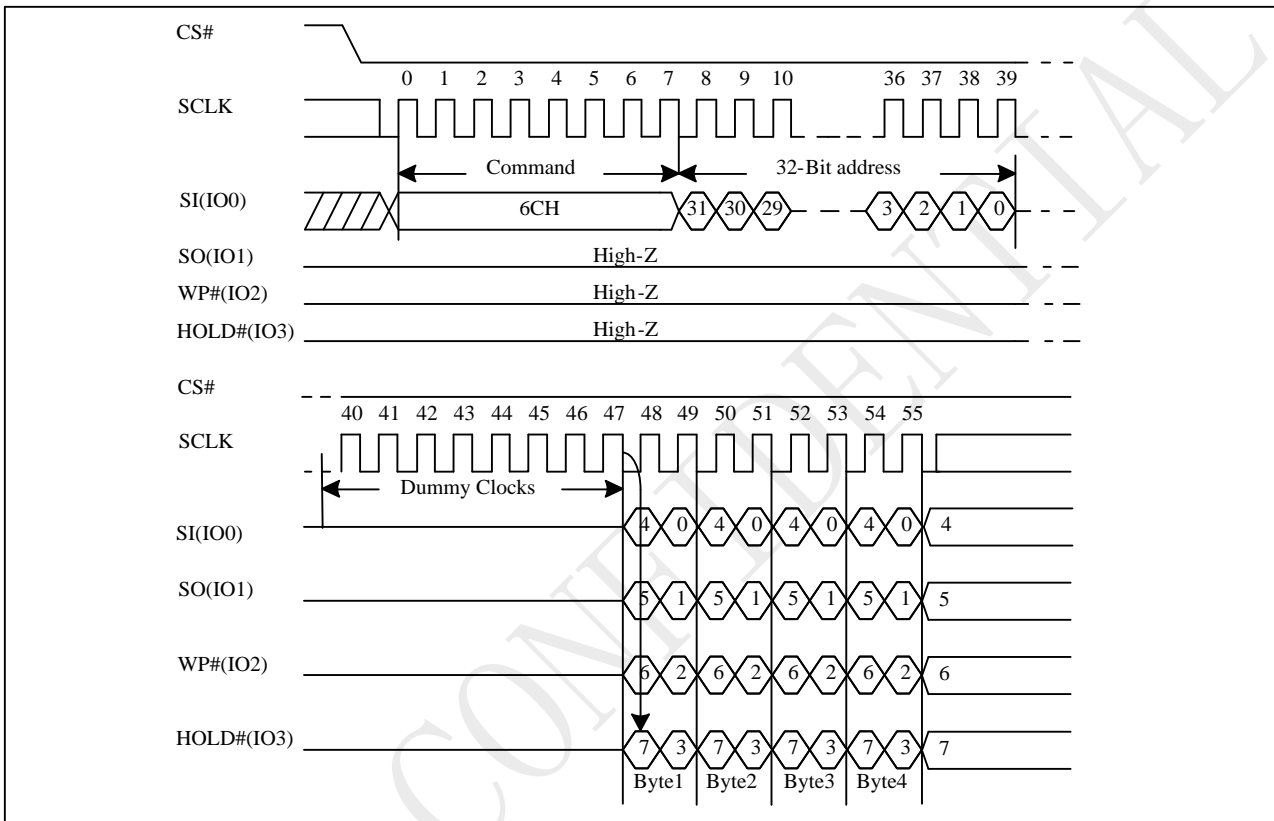 CS#
0 1 2 3 4 5 6 7 8 9 10 36 37 38 39
SCLK
Command 32-Bit address
SI(IO0) 6CH 31 30 29 3 2 1 0
SO(IO1) High-Z
WP#(IO2) High-Z
HOLD#(IO3) High-Z
CS#
40 41 42 43 44 45 46 47 48 49 50 51 52 53 54 55
SCLK
Dummy Clocks
SI(IO0) 4 0 4 0 4 0 4 0 4
SO(IO1) 5 1 5 1 5 1 5 1 5
WP#(IO2) 6 2 6 2 6 2 6 2 6
HOLD#(IO3) 7 3 7 3 7 3 7 3 7
Byte1 Byte2 Byte3 Byte4
CONFIDENTIAL